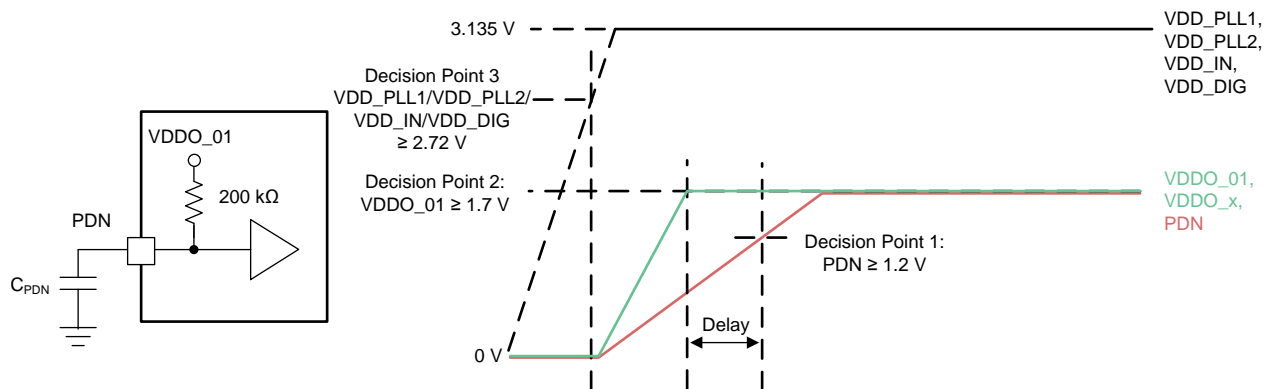 VDDO_01
200 kΩ
PDN
CPDN
3.135 V
Decision Point 3
VDD_PLL1/VDD_PLL2/
VDD_IN/VDD_DIG
≥ 2.72 V
Decision Point 2:
VDDO_01 ≥ 1.7 V
0 V
Decision Point 1:
PDN ≥ 1.2 V
Delay
VDD_PLL1,
VDD_PLL2,
VDD_IN,
VDD_DIG
VDDO_01,
VDDO_x,
PDN